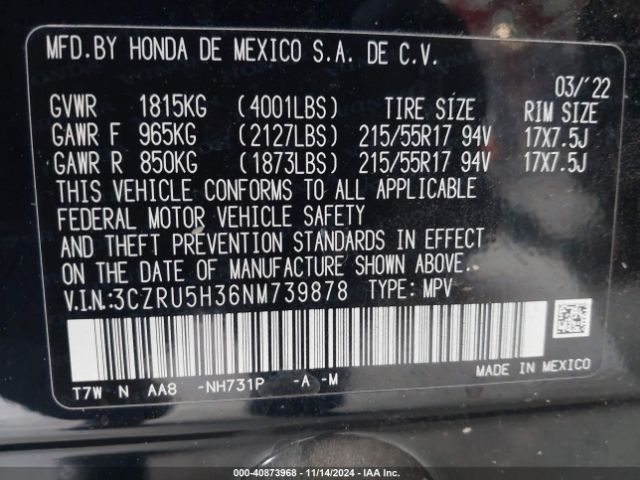 MFD.BY HONDA DE MEXICO S.A. DE C.V.
03/'22
GVWR 1815KG (4001LBS) TIRE SIZE RIM SIZE
GAWR F 965KG (2127LBS) 215/55R17 94V 17X7.5J
GAWR R 850KG (1873LBS) 215/55R17 94V 17X7.5J
THIS VEHICLE CONFORMS TO ALL APPLICABLE
FEDERAL MOTOR VEHICLE SAFETY
AND THEFT PREVENTION STANDARDS IN EFFECT
ON THE DATE OF MANUFACTURE SHOWN ABOVE.
V.I.N.:3CZRU5H36NM739878 TYPE: MPV
T7W N AA8 -NH731P -A -M
MADE IN MEXICO
000-40873968 | 11/14/2024 | IAA Inc.